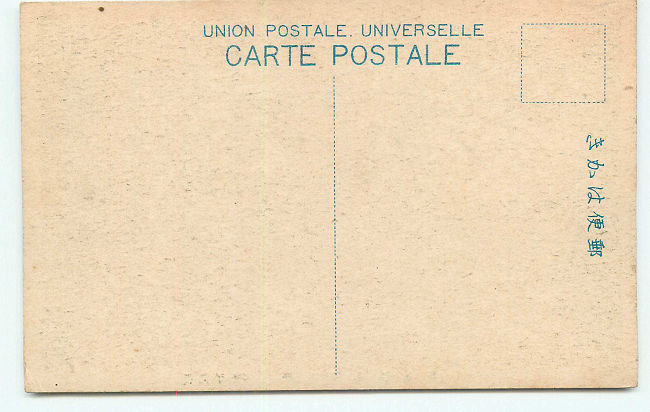 UNION POSTALE. UNIVERSELLE
CARTE POSTALE
郵便はかき